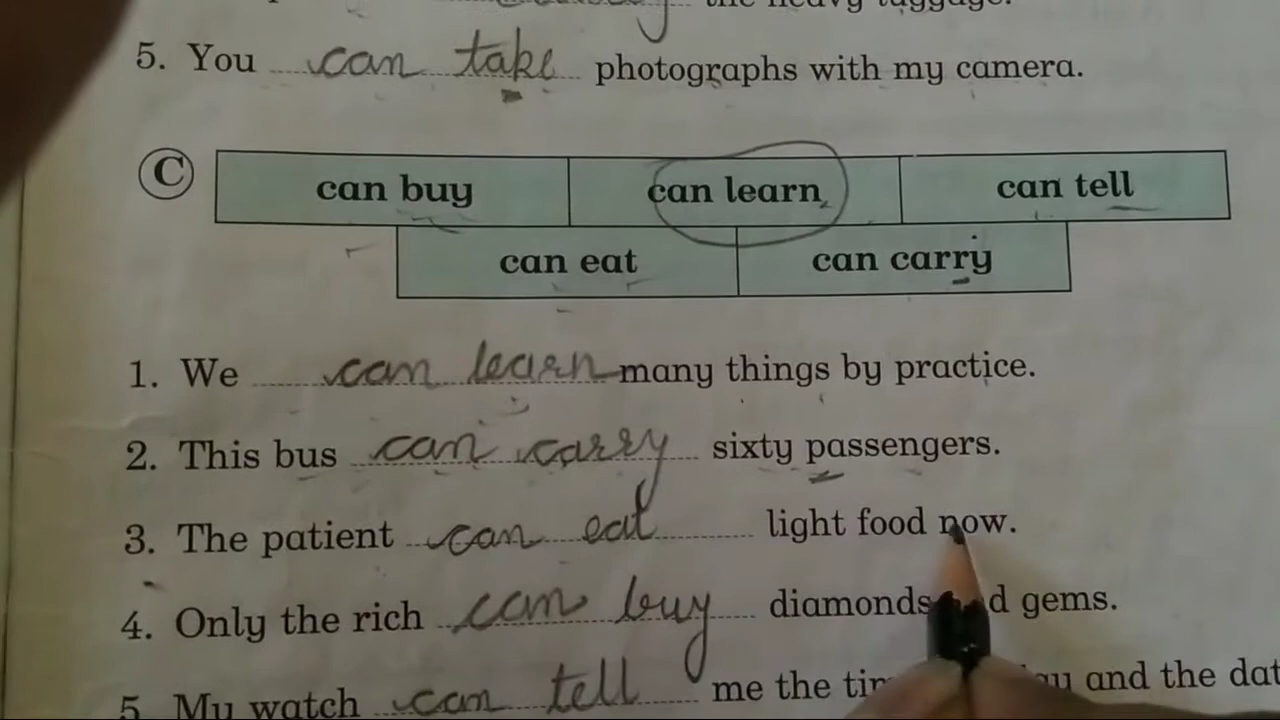 the heavy luggage.
5. You can take photographs with my camera.
C can buy can learn can tell
can eat can carry
1. We can learn many things by practice.
2. This bus can carry sixty passengers.
3. The patient can eat light food now.
4. Only the rich can buy diamonds gems.
5. My watch can tell me the and the